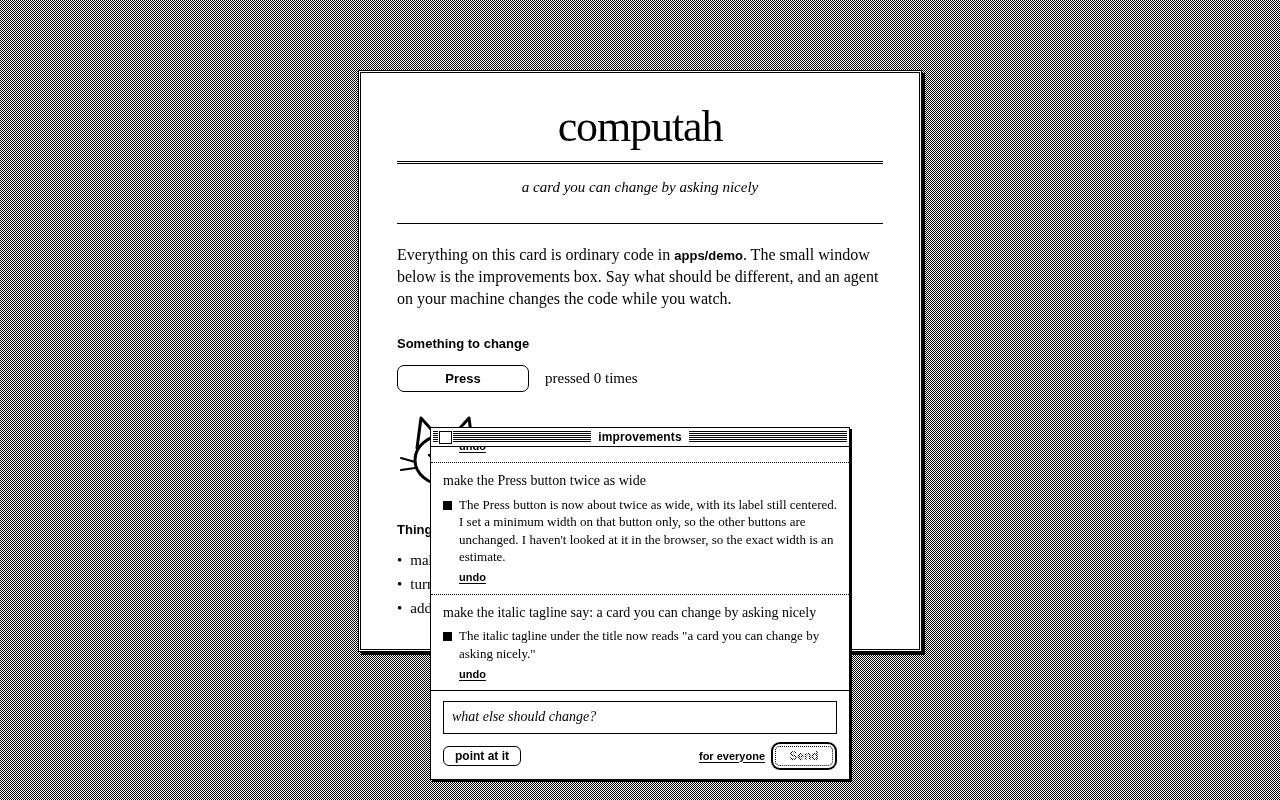 computah
a card you can change by asking nicely
Everything on this card is ordinary code in apps/demo. The small window
below is the improvements box. Say what should be different, and an agent
on your machine changes the code while you watch.
Something to change
Press
pressed 0 times
improvements
undo
make the Press button twice as wide
The Press button is now about twice as wide, with its label still centered.
I set a minimum width on that button only, so the other buttons are
unchanged. I haven't looked at it in the browser, so the exact width is an
estimate.
undo
make the italic tagline say: a card you can change by asking nicely
The italic tagline under the title now reads "a card you can change by
asking nicely."
undo
what else should change?
point at it
for everyone
Send
• 
• 
• add